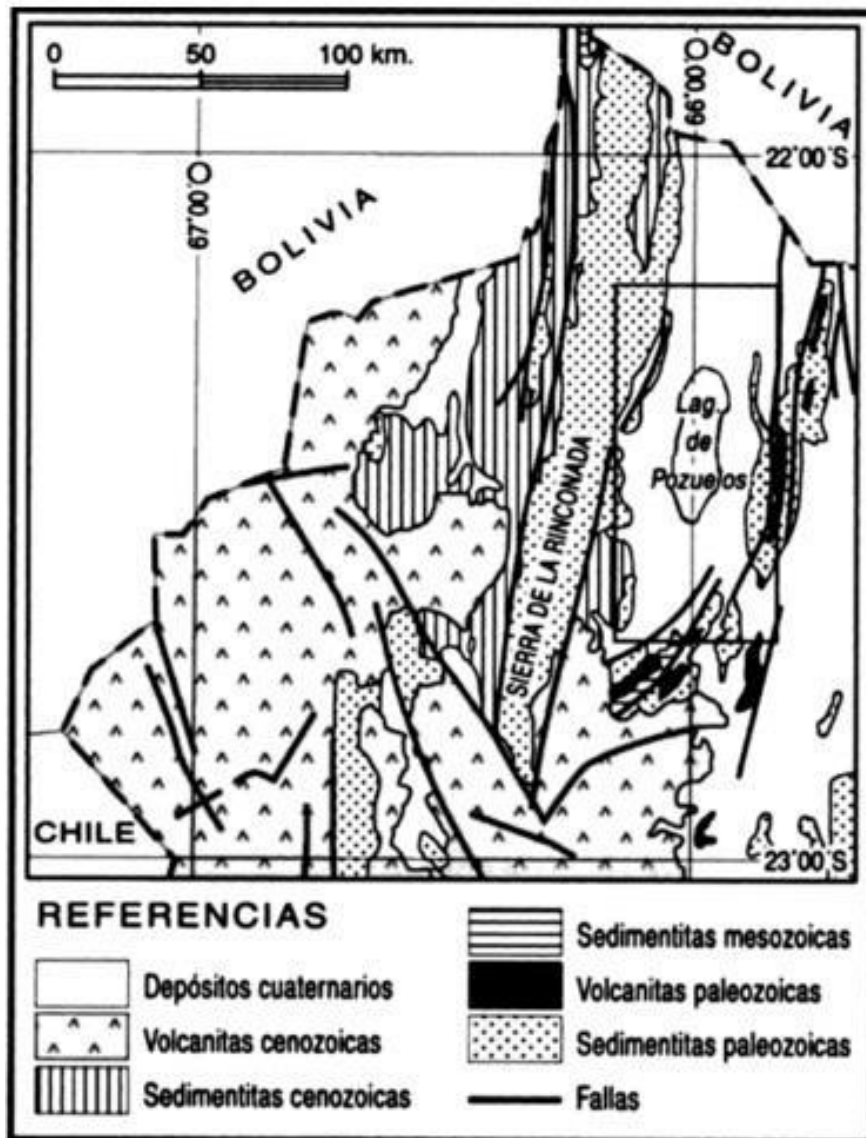 0 50 100 km.
BOLIVIA
66°00'O
22°00'S
67°00'O
BOLIVIA
Lag.
de
Pozuelos
SIERRA DE LA RINCONADA
CHILE
23°00'S
REFERENCIAS
Depósitos cuaternarios
Volcanitas cenozoicas
Sedimentitas cenozoicas
Sedimentitas mesozoicas
Volcanitas paleozoicas
Sedimentitas paleozoicas
Fallas